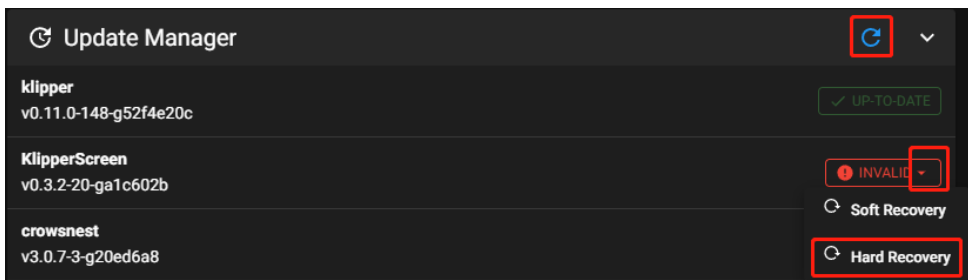 Update Manager
klipper
v0.11.0-148-g52f4e20c
UP-TO-DATE
KlipperScreen
v0.3.2-20-ga1c602b
INVALID
Soft Recovery
crowsnest
v3.0.7-3-g20ed6a8
Hard Recovery